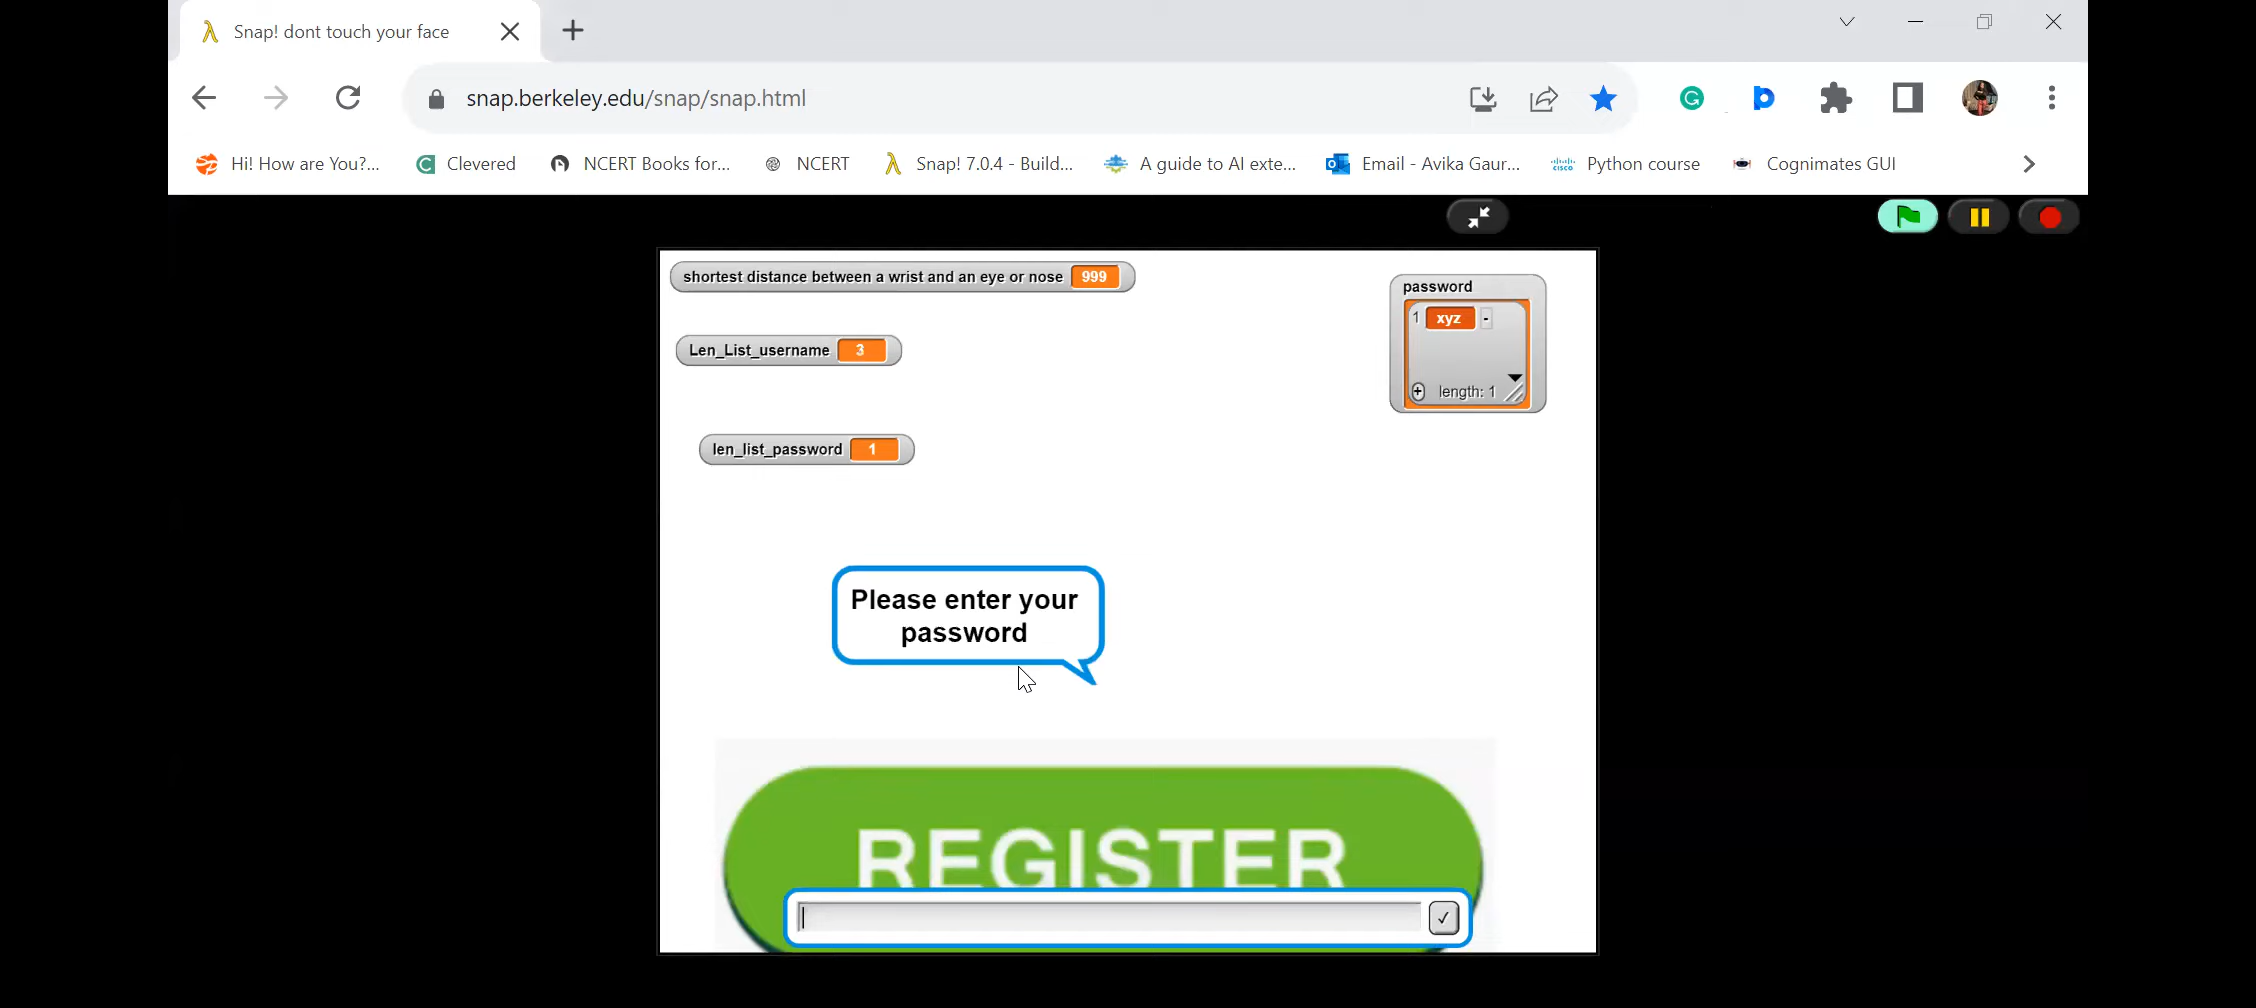 Snap! dont touch your face
snap.berkeley.edu/snap/snap.html
Hi! How are You?... Clevered NCERT Books for... NCERT Snap! 7.0.4 - Build... A guide to AI exte... Email - Avika Gaur... Python course Cognimates GUI
shortest distance between a wrist and an eye or nose 999
password
1 xyz -
length: 1
Len_List_username 3
len_list_password 1
Please enter your
password
REGISTER